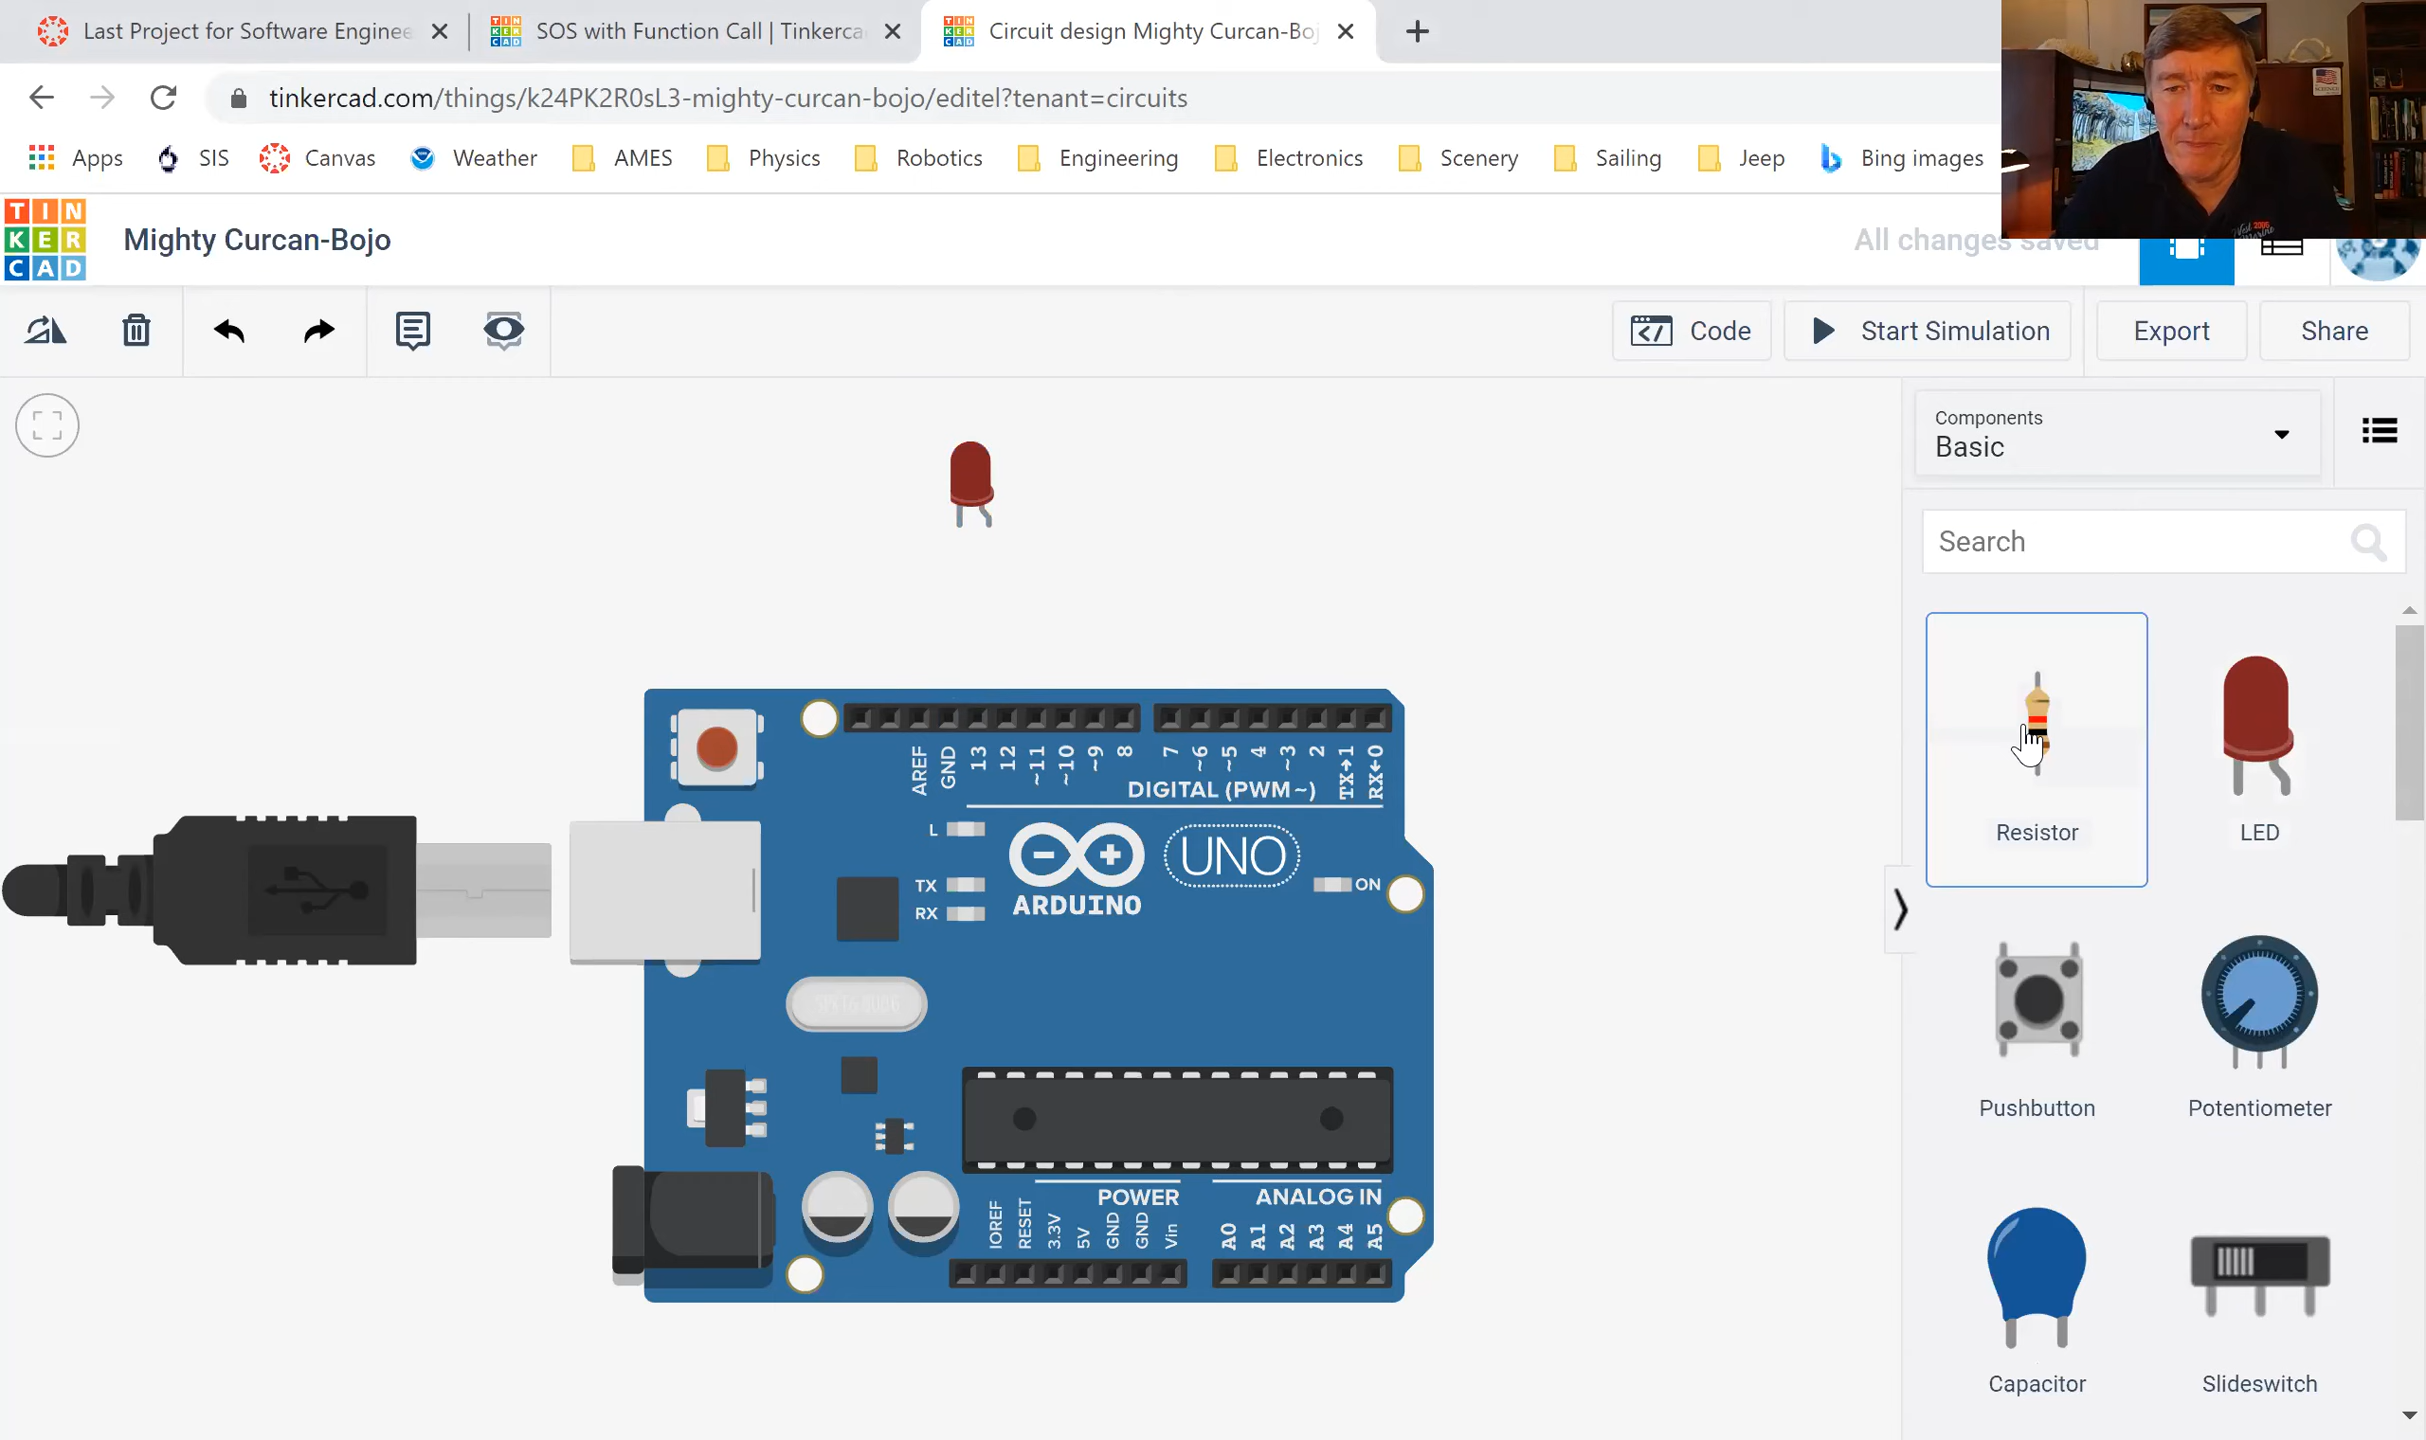 Last Project for Software Enginee
SOS with Function Call | Tinkerca
Circuit design Mighty Curcan-Boj
tinkercad.com/things/k24PK2R0sL3-mighty-curcan-bojo/editel?tenant=circuits
Apps
SIS
Canvas
Weather
AMES
Physics
Robotics
Engineering
Electronics
Scenery
Sailing
Jeep
Bing images
TIN
KER
CAD
Mighty Curcan-Bojo
All changes saved
Code
Start Simulation
Export
Share
Components
Basic
Search
Resistor
LED
Pushbutton
Potentiometer
Capacitor
Slideswitch
AREF
GND
13
12
~11
~10
~9
8
7
~6
~5
4
~3
2
TX→1
RX←0
DIGITAL (PWM~)
L
TX
RX
ARDUINO
UNO
ON
POWER
ANALOG IN
IOREF
RESET
3.3V
5V
GND
GND
Vin
A0
A1
A2
A3
A4
A5